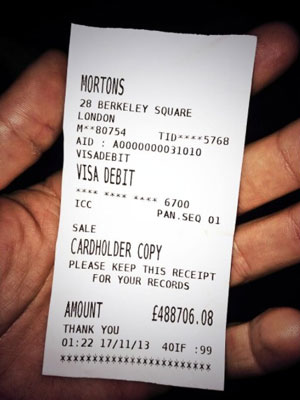 MORTONS
28 BERKELEY SQUARE
LONDON
M**80754 TID****5768
AID : A0000000031010
VISADEBIT
VISA DEBIT
**** **** **** 6700
ICC PAN.SEQ 01
SALE
CARDHOLDER COPY
PLEASE KEEP THIS RECEIPT
FOR YOUR RECORDS
AMOUNT £488706.08
THANK YOU
01:22 17/11/13 40IF :99
************************